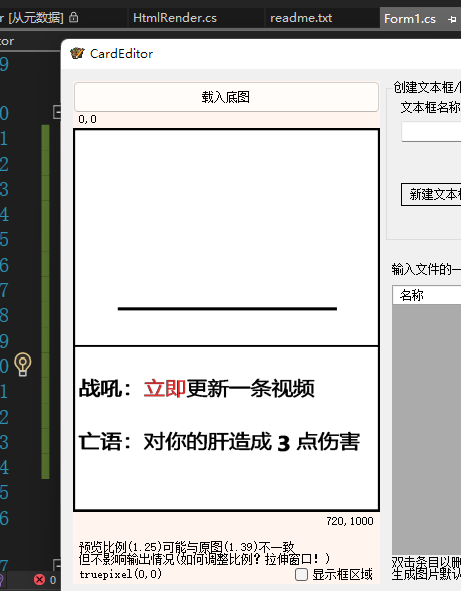 r [从元数据]
HtmlRender.cs
readme.txt
Form1.cs
tor
CardEditor
载入底图
0,0
战吼：立即更新一条视频
亡语：对你的肝造成 3 点伤害
720,1000
预览比例(1.25)可能与原图(1.39)不一致
但不影响输出情况(如何调整比例？拉伸窗口！)
truepixel(0,0)
显示框区域
创建文本框/
文本框名称
新建文本框
输入文件的一
名称
双击条目以删
生成图片默认
9
0
1
2
3
4
5
6
7
8
9
0
1
2
3
4
5
6
7
0